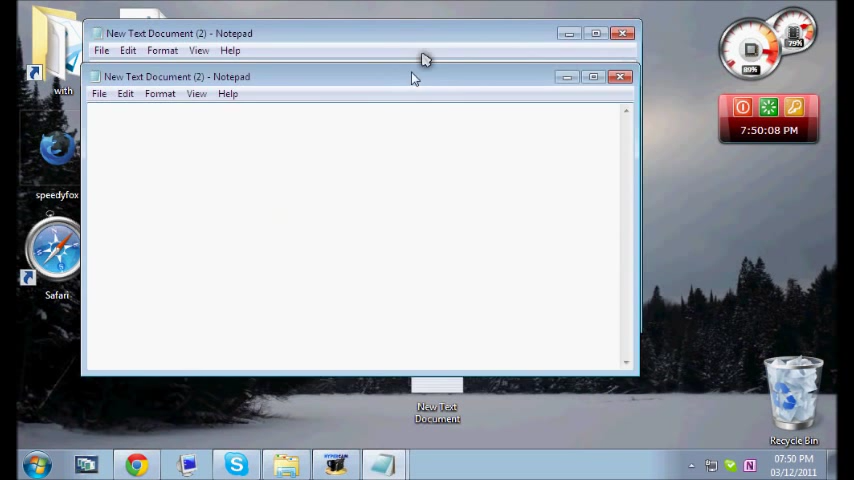 New Text Document (2) - Notepad
File Edit Format View Help
New Text Document (2) - Notepad
File Edit Format View Help
with
speedyfox
Safari
89%
79%
7:50:08 PM
New Text
Document
Recycle Bin
07:50 PM
03/12/2011